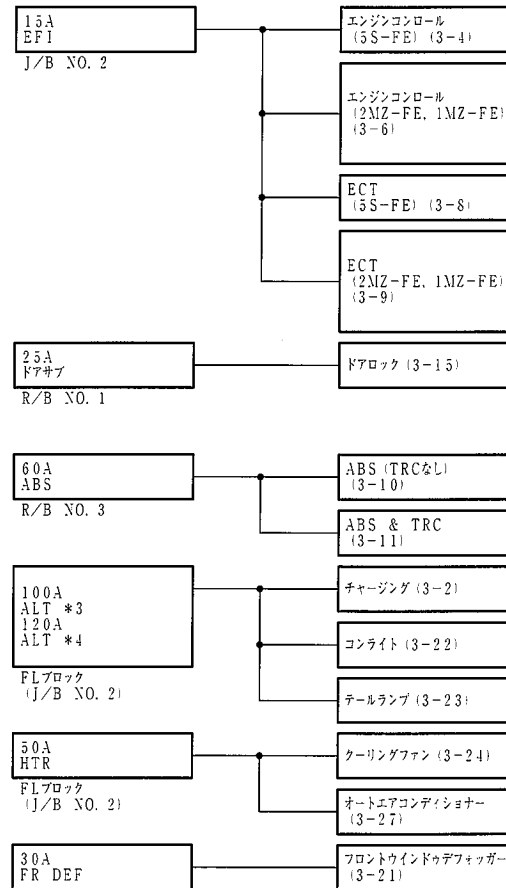 15A
EFI
J/B NO. 2
エンジンコントロール
(5S-FE) (3-4)
エンジンコントロール
(2MZ-FE, 1MZ-FE)
(3-6)
ECT
(5S-FE) (3-8)
ECT
(2MZ-FE, 1MZ-FE)
(3-9)
25A
ドアサブ
R/B NO. 1
ドアロック (3-15)
60A
ABS
R/B NO. 3
ABS (TRCなし)
(3-10)
ABS & TRC
(3-11)
100A
ALT *3
120A
ALT *4
FLブロック
(J/B NO. 2)
チャージング (3-2)
コンライト (3-22)
テールランプ (3-23)
50A
HTR
FLブロック
(J/B NO. 2)
クーリングファン (3-24)
オートエアコンディショナー
(3-27)
30A
FR DEF
フロントウインドゥデフォッガー
(3-21)